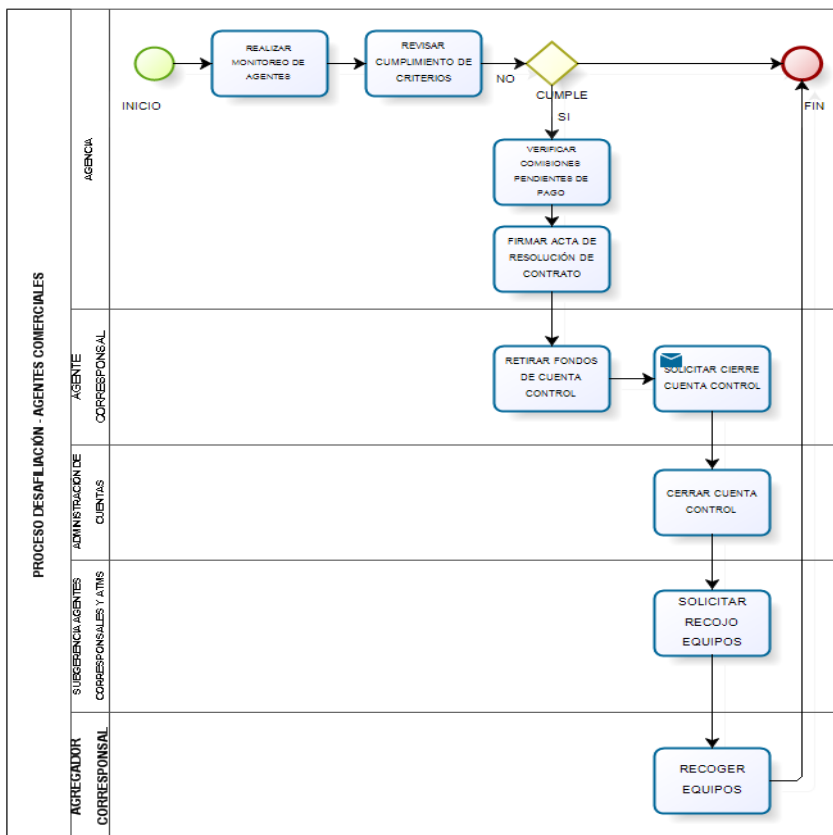 PROCESO DESAFILIACIÓN - AGENTES COMERCIALES
AGENCIA
INICIO
REALIZAR
MONITOREO DE
AGENTES
REVISAR
CUMPLIMIENTO DE
CRITERIOS
NO
CUMPLE
SI
FIN
VERIFICAR
COMISIONES
PENDIENTES DE
PAGO
FIRMAR ACTA DE
RESOLUCIÓN DE
CONTRATO
AGENTE
CORRESPONSAL
RETIRAR FONDOS
DE CUENTA
CONTROL
SOLICITAR CIERRE
CUENTA CONTROL
ADMINISTRACIÓN DE
CUENTAS
CERRAR CUENTA
CONTROL
SUBGERENCIA AGENTES
CORRESPONSALES Y ATMS
SOLICITAR
RECOJO
EQUIPOS
AGREGADOR
CORRESPONSAL
RECOGER
EQUIPOS